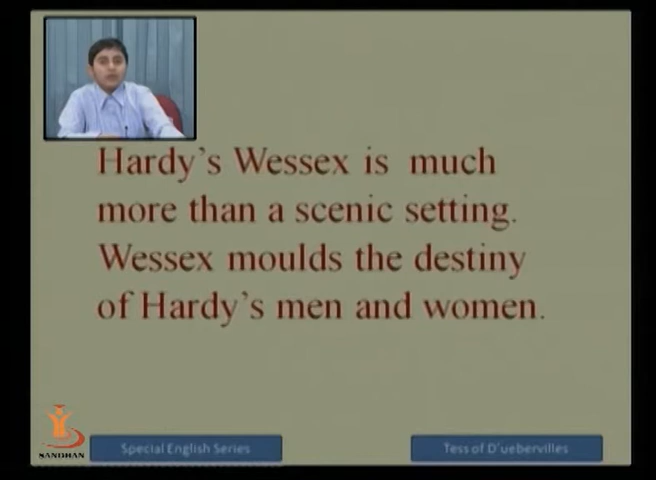 Hardy's Wessex is much
more than a scenic setting.
Wessex moulds the destiny
of Hardy's men and women.
SANDHAN
Special English Series
Tess of D'uebervilles